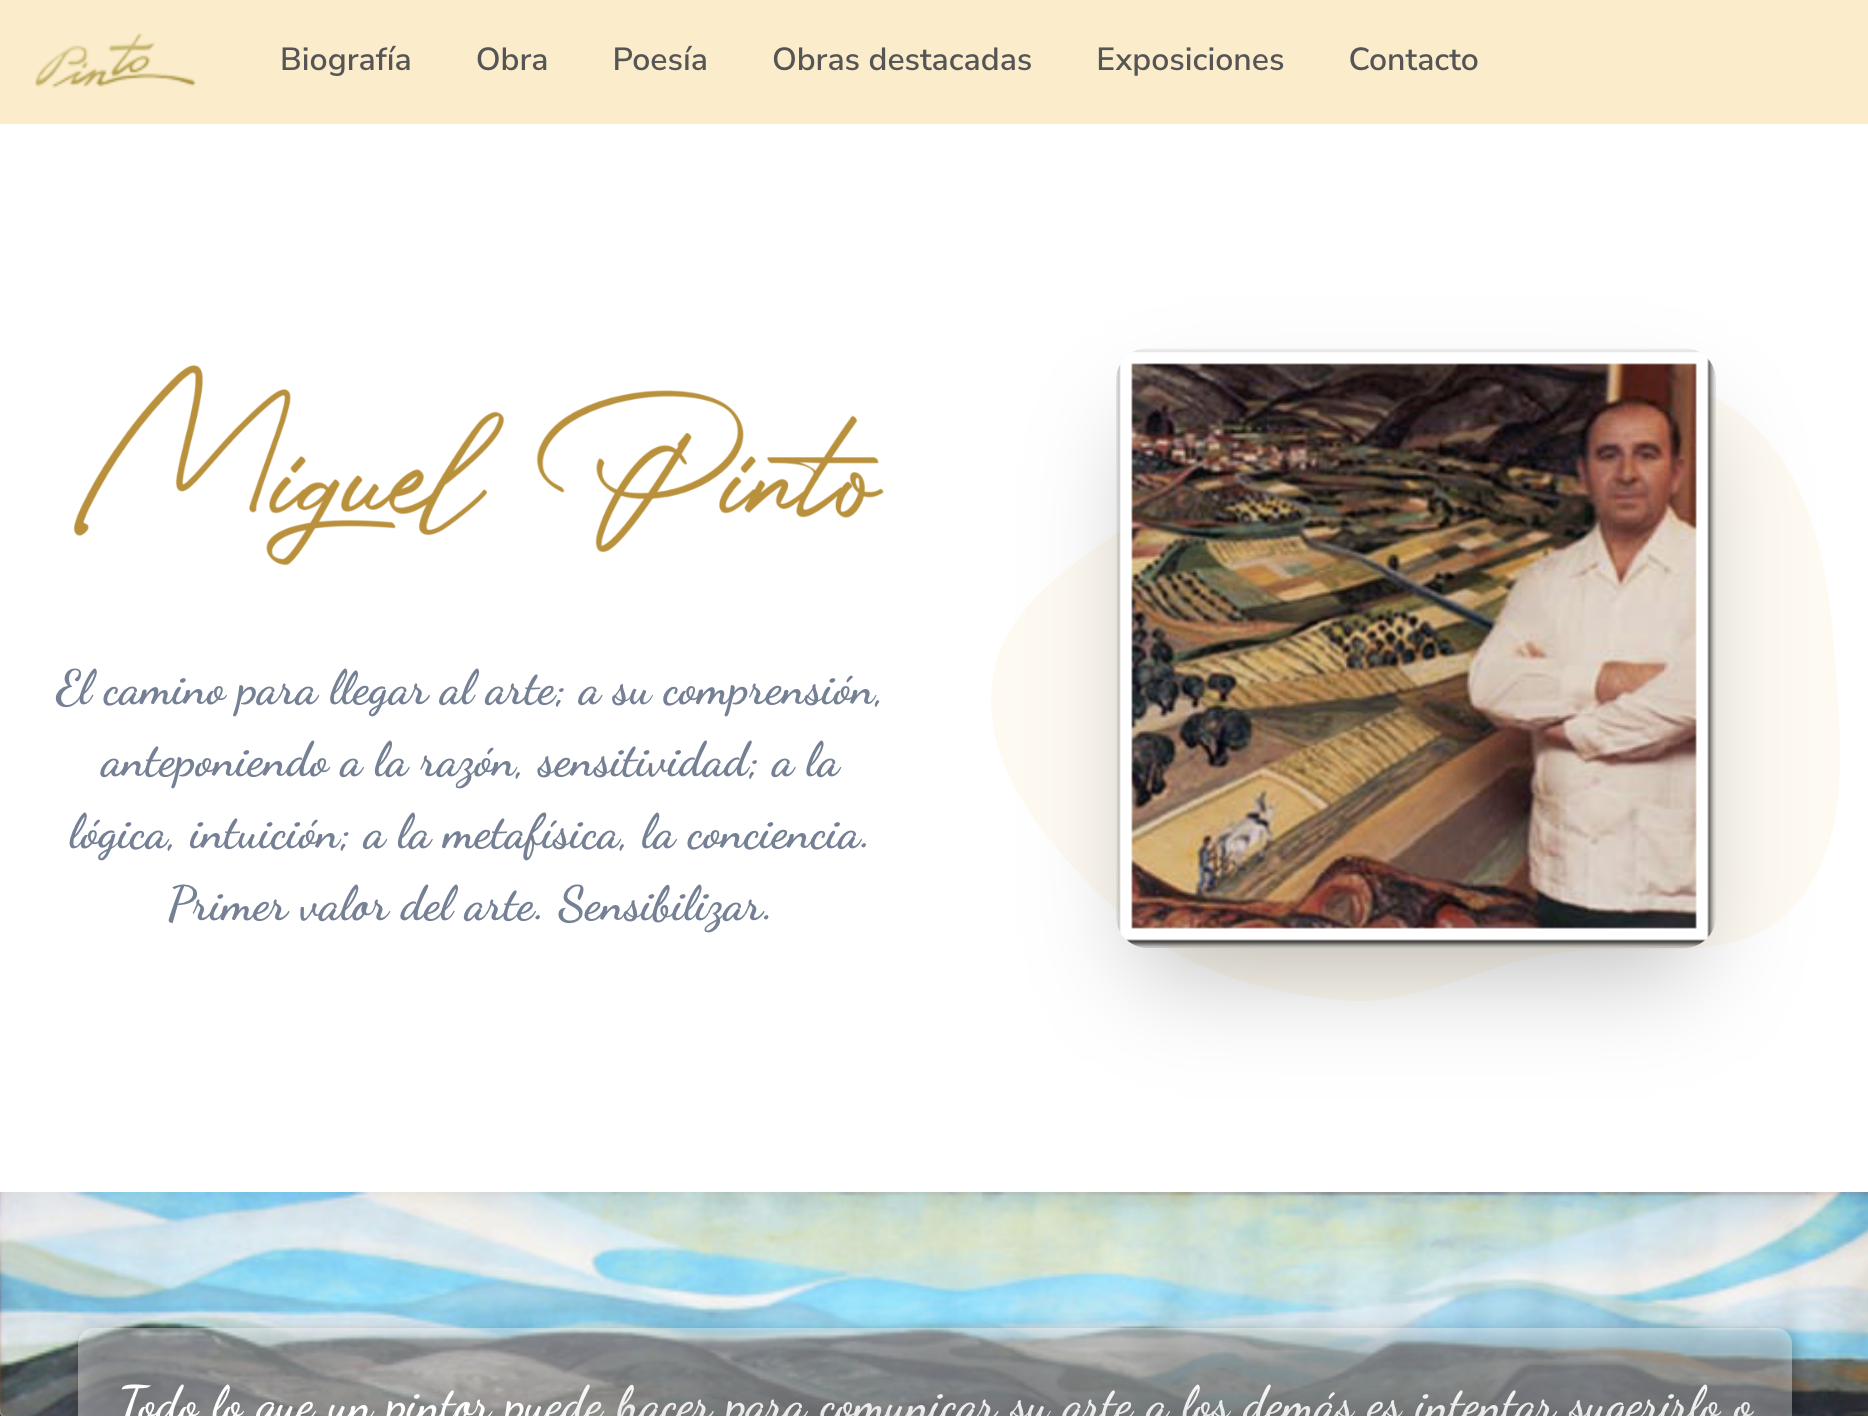 Pinto
Biografía Obra Poesía Obras destacadas Exposiciones Contacto
Miguel Pinto
El camino para llegar al arte; a su comprensión,
anteponiendo a la razón, sensitividad; a la
lógica, intuición; a la metafísica, la conciencia.
Primer valor del arte. Sensibilizar.
Todo lo que un pintor puede hacer para comunicar su arte a los demás es intentar sugerirlo o